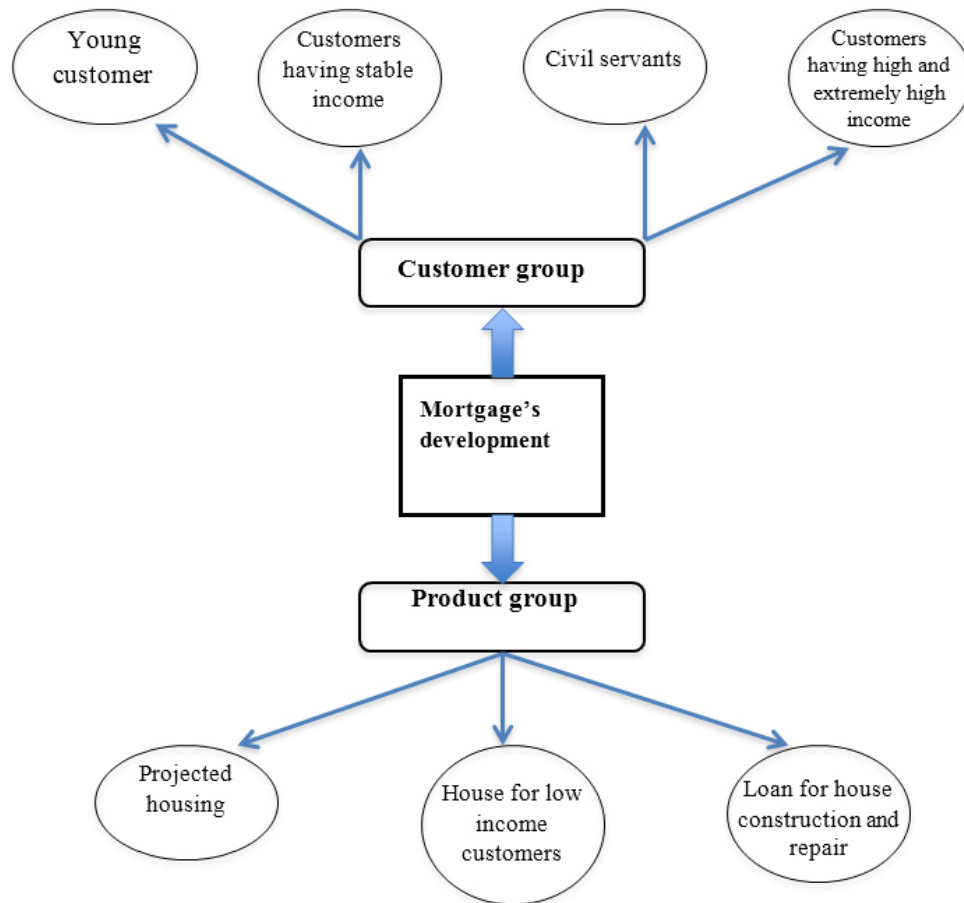 Young
customer
Customers
having stable
income
Civil servants
Customers
having high and
extremely high
income
Customer group
Mortgage’s
development
Product group
Projected
housing
House for low
income
customers
Loan for house
construction and
repair